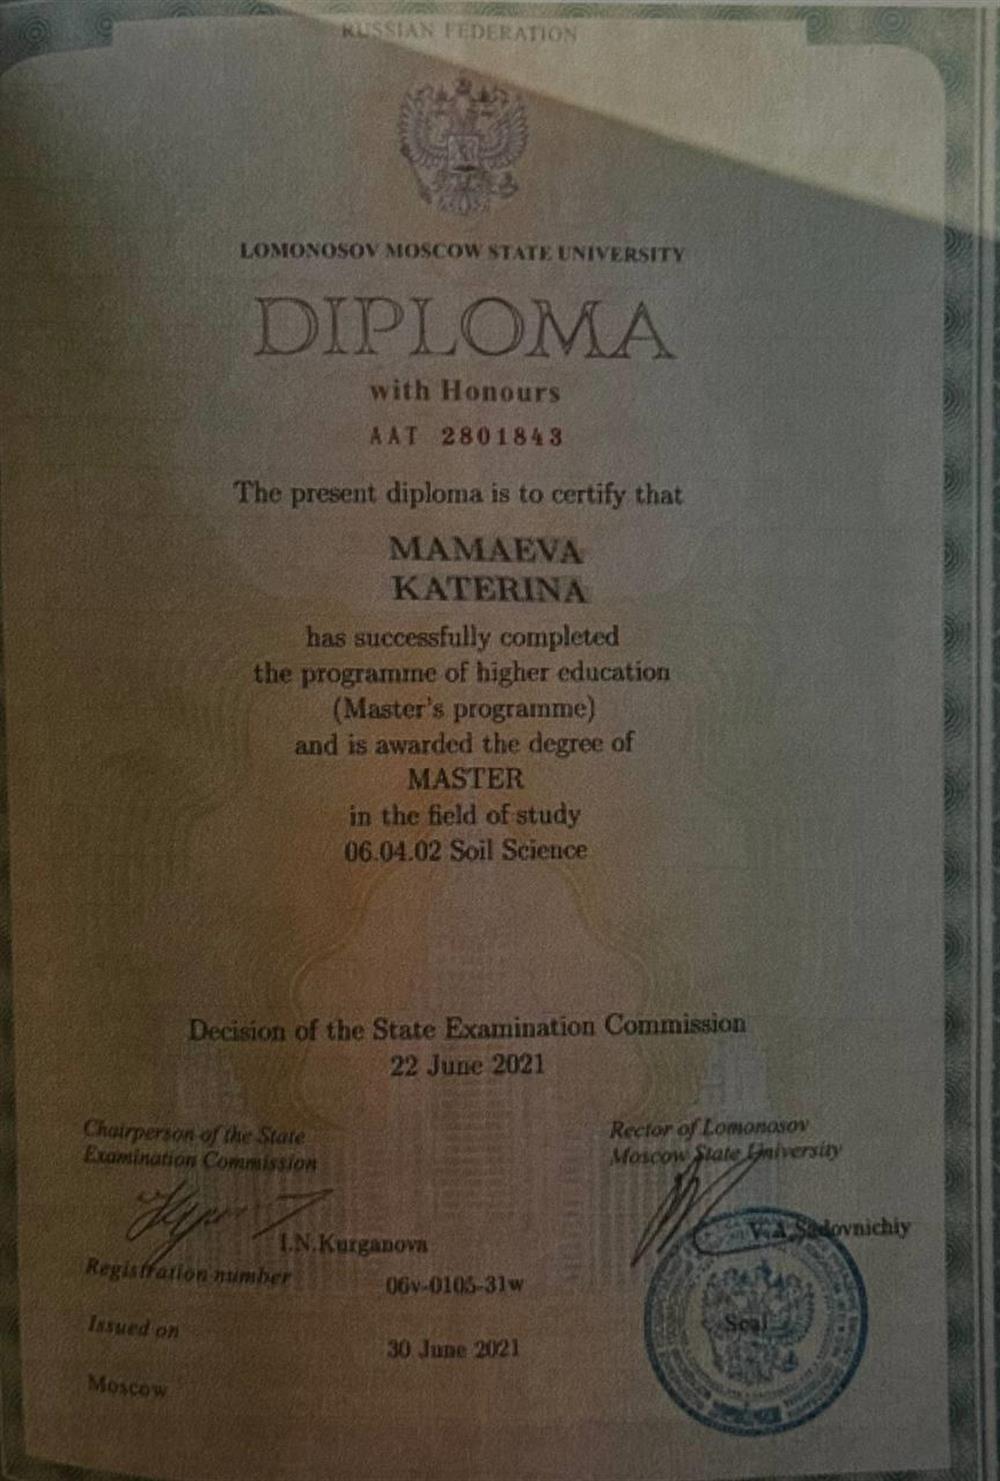 RUSSIAN FEDERATION
LOMONOSOV MOSCOW STATE UNIVERSITY
DIPLOMA
with Honours
AAT 2801843
The present diploma is to certify that
MAMAEVA
KATERINA
has successfully completed
the programme of higher education
(Master's programme)
and is awarded the degree of
MASTER
in the field of study
06.04.02 Soil Science
Decision of the State Examination Commission
22 June 2021
Chairperson of the State
Examination Commission
I.N.Kurganova
Rector of Lomonosov
Moscow State University
V.A.Sadovnichiy
Registration number 06v-0105-31w
Seal
Issued on 30 June 2021
Moscow